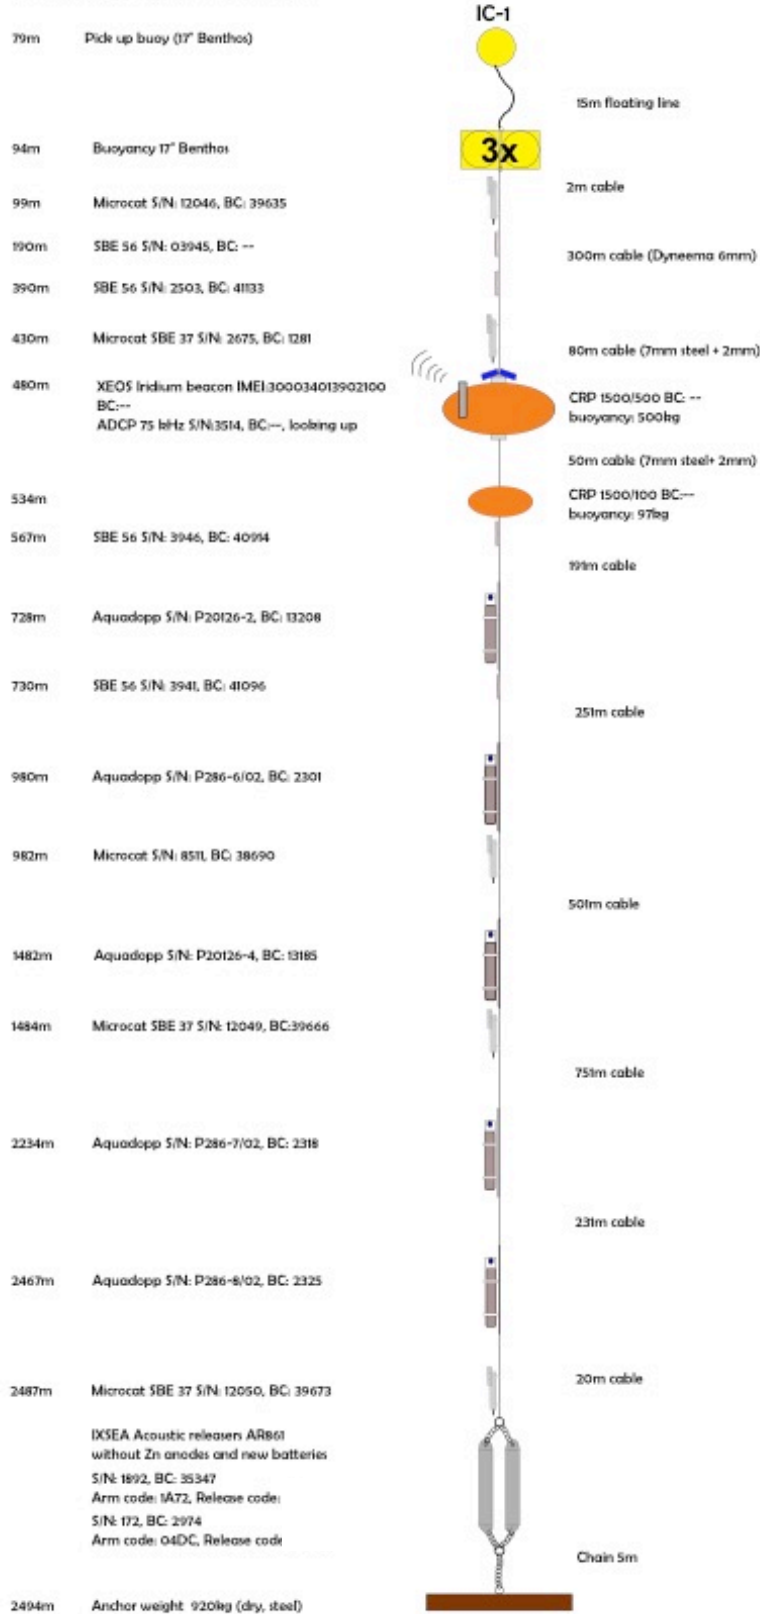 IC-1
79m Pick up buoy (17" Benthos)
15m floating line
94m Buoyancy 17" Benthos 3x
2m cable
99m Microcat S/N: 12046, BC: 39635
190m SBE 56 S/N: 03945, BC: --
300m cable (Dyneema 6mm)
390m SBE 56 S/N: 2503, BC: 41133
430m Microcat SBE 37 S/N: 2675, BC: 1281
80m cable (7mm steel + 2mm)
480m XEOS Iridium beacon IMEI:300034013902100
BC:--
ADCP 75 kHz S/N:3514, BC:--, looking up
CRP 1500/500 BC: --
buoyancy: 500kg
50m cable (7mm steel+ 2mm)
534m
CRP 1500/100 BC:--
buoyancy: 97kg
567m SBE 56 S/N: 3946, BC: 40914
191m cable
728m Aquadopp S/N: P20126-2, BC: 13208
730m SBE 56 S/N: 3941, BC: 41096
251m cable
980m Aquadopp S/N: P286-6/02, BC: 2301
982m Microcat S/N: 8511, BC: 38690
501m cable
1482m Aquadopp S/N: P20126-4, BC: 13185
1484m Microcat SBE 37 S/N: 12049, BC:39666
751m cable
2234m Aquadopp S/N: P286-7/02, BC: 2318
231m cable
2467m Aquadopp S/N: P286-8/02, BC: 2325
20m cable
2487m Microcat SBE 37 S/N: 12050, BC: 39673
IXSEA Acoustic releasers AR861
without Zn anodes and new batteries
S/N: 1892, BC: 35347
Arm code: 1A72, Release code:
S/N: 172, BC: 2974
Arm code: 04DC, Release code
Chain 5m
2494m Anchor weight 920kg (dry, steel)